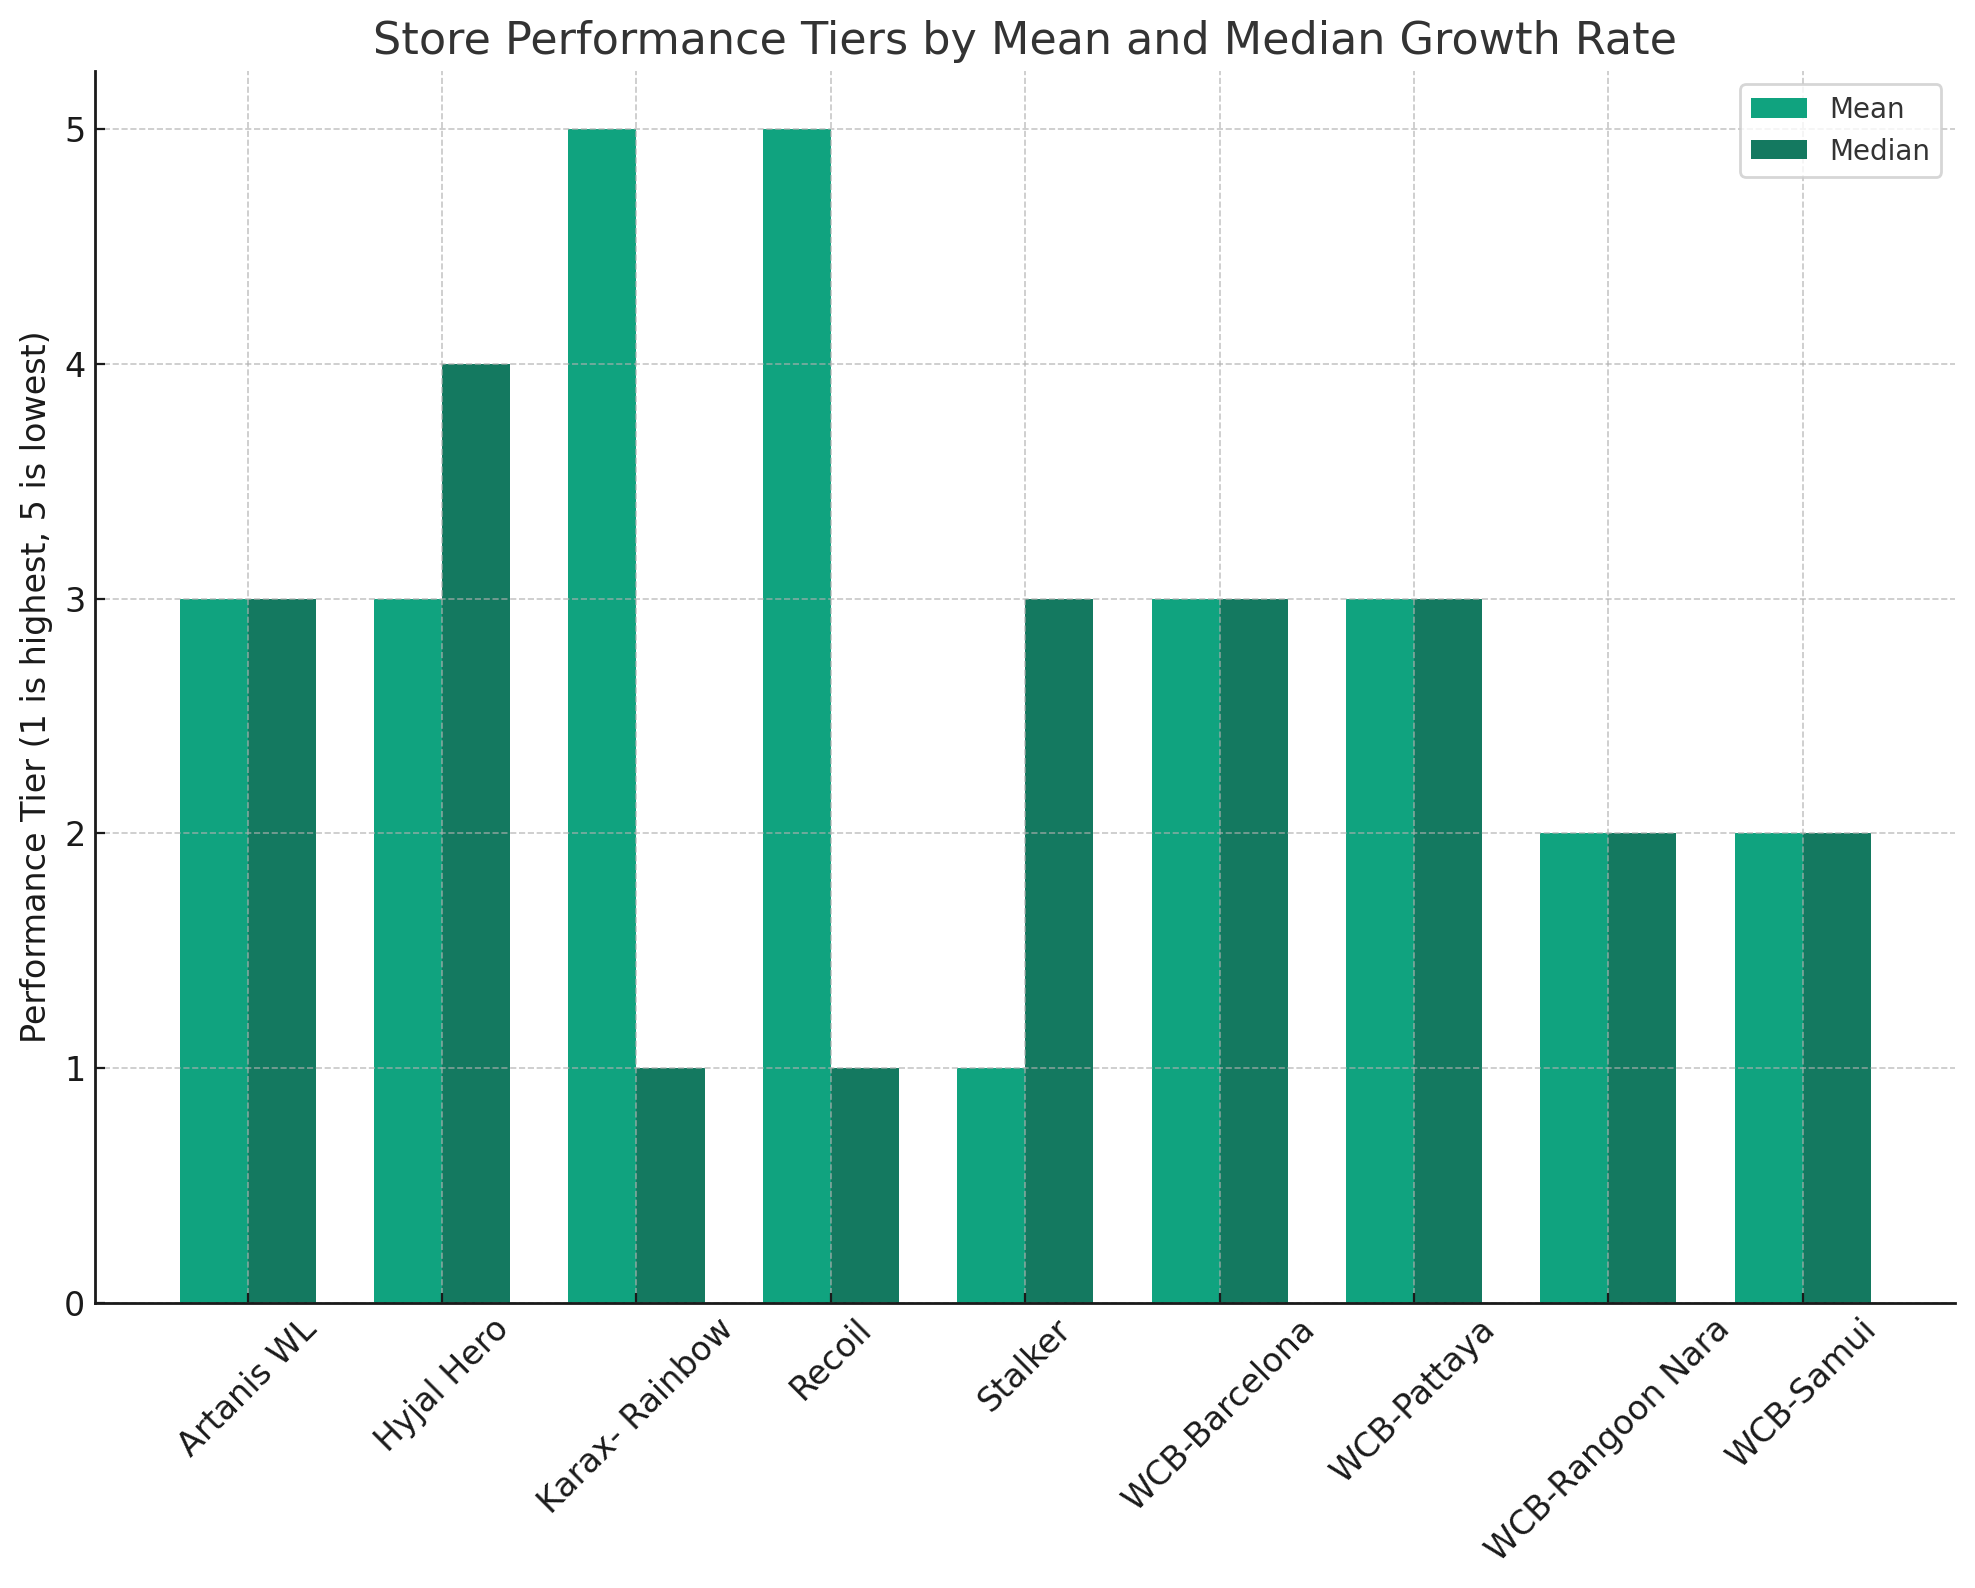 Store Performance Tiers by Mean and Median Growth Rate
Mean
Median
Performance Tier (1 is highest, 5 is lowest)
5
4
3
2
1
0
Artanis WL
Hyjal Hero
Karax- Rainbow
Recoil
Stalker
WCB-Barcelona
WCB-Pattaya
WCB-Rangoon Nara
WCB-Samui